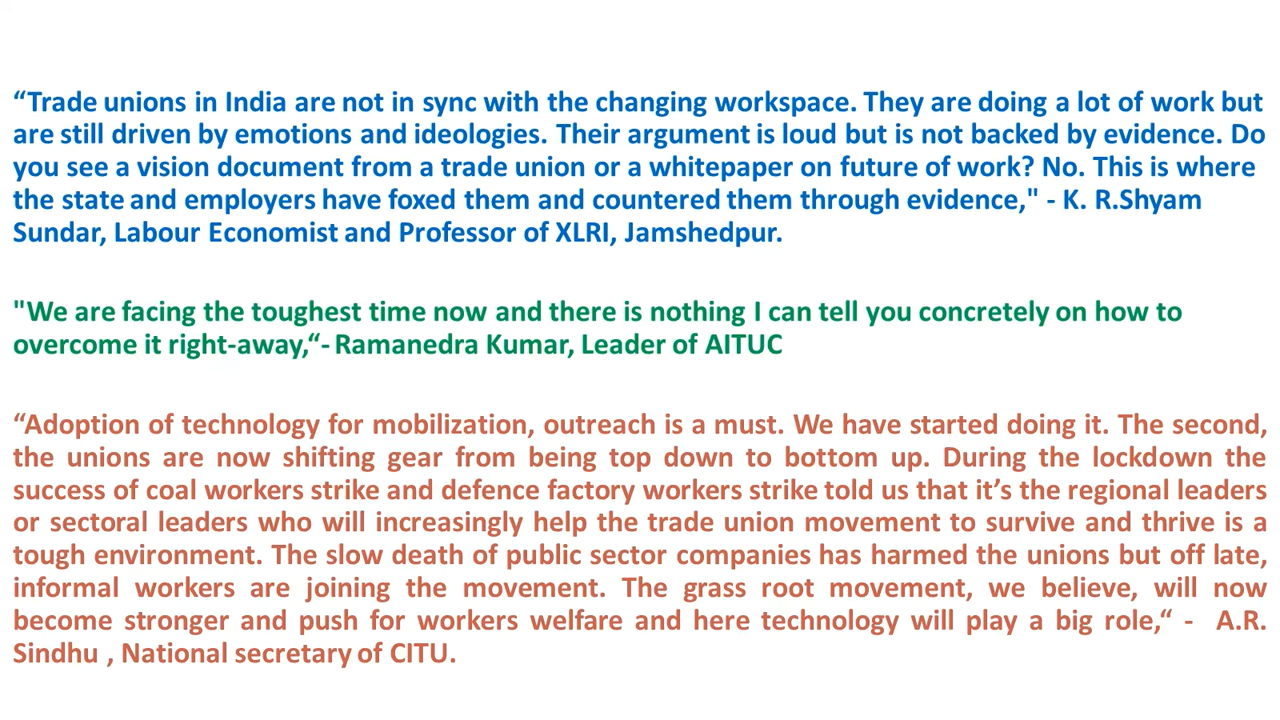 “Trade unions in India are not in sync with the changing workspace. They are doing a lot of work but
are still driven by emotions and ideologies. Their argument is loud but is not backed by evidence. Do
you see a vision document from a trade union or a whitepaper on future of work? No. This is where
the state and employers have foxed them and countered them through evidence," - K. R.Shyam
Sundar, Labour Economist and Professor of XLRI, Jamshedpur.
"We are facing the toughest time now and there is nothing I can tell you concretely on how to
overcome it right-away,“- Ramanedra Kumar, Leader of AITUC
“Adoption of technology for mobilization, outreach is a must. We have started doing it. The second,
the unions are now shifting gear from being top down to bottom up. During the lockdown the
success of coal workers strike and defence factory workers strike told us that it’s the regional leaders
or sectoral leaders who will increasingly help the trade union movement to survive and thrive is a
tough environment. The slow death of public sector companies has harmed the unions but off late,
informal workers are joining the movement. The grass root movement, we believe, will now
become stronger and push for workers welfare and here technology will play a big role,“ - A.R.
Sindhu , National secretary of CITU.